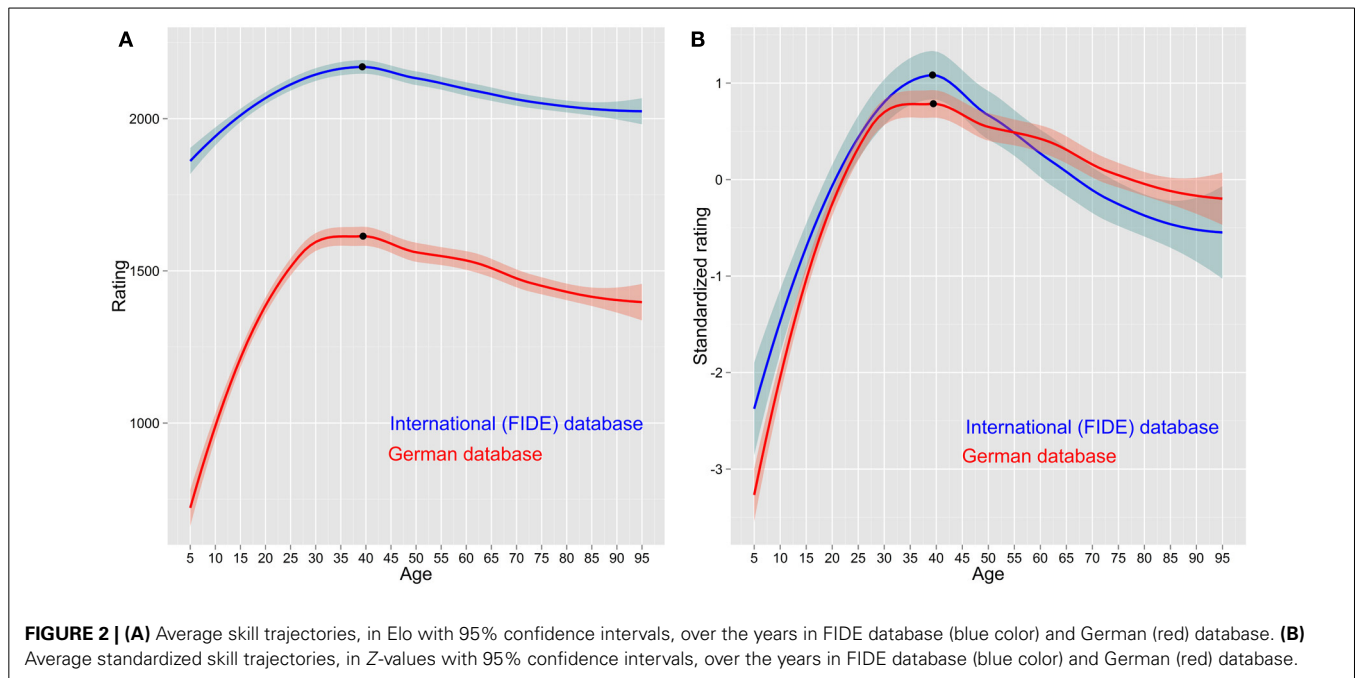 A
2000
1500
1000
Rating
International (FIDE) database
German database
5 10 15 20 25 30 35 40 45 50 55 60 65 70 75 80 85 90 95
Age
B
1
0
-1
-2
-3
Standardized rating
International (FIDE) database
German database
5 10 15 20 25 30 35 40 45 50 55 60 65 70 75 80 85 90 95
Age
FIGURE 2 | (A) Average skill trajectories, in Elo with 95% confidence intervals, over the years in FIDE database (blue color) and German (red) database. (B)
Average standardized skill trajectories, in Z-values with 95% confidence intervals, over the years in FIDE database (blue color) and German (red) database.